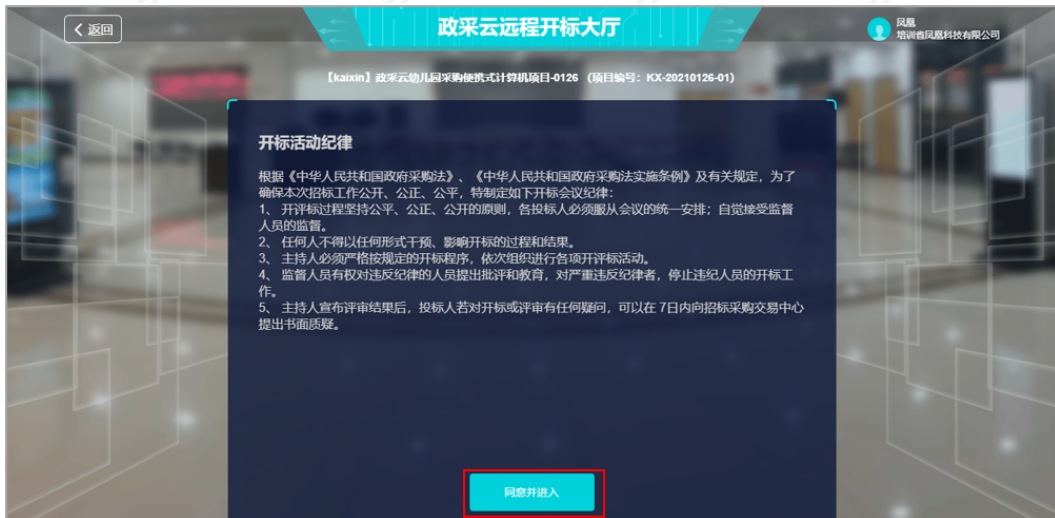 返回
政采云远程开标大厅
凤凰
培训省凤凰科技有限公司
【kaixin】政采云幼儿园采购便携式计算机项目-0126 （项目编号：KX-20210126-01）
开标活动纪律
根据《中华人民共和国政府采购法》、《中华人民共和国政府采购法实施条例》及有关规定，为了
确保本次招标工作公开、公正、公平，特制定如下开标会议纪律：
1、 开评标过程坚持公平、公正、公开的原则，各投标人必须服从会议的统一安排；自觉接受监督
人员的监督。
2、 任何人不得以任何形式干预、影响开标的过程和结果。
3、 主持人必须严格按规定的开标程序，依次组织进行各项开评标活动。
4、 监督人员有权对违反纪律的人员提出批评和教育，对严重违反纪律者，停止违纪人员的开标工
作。
5、 主持人宣布评审结果后，投标人若对开标或评审有任何疑问，可以在 7日内向招标采购交易中心
提出书面质疑。
同意并进入